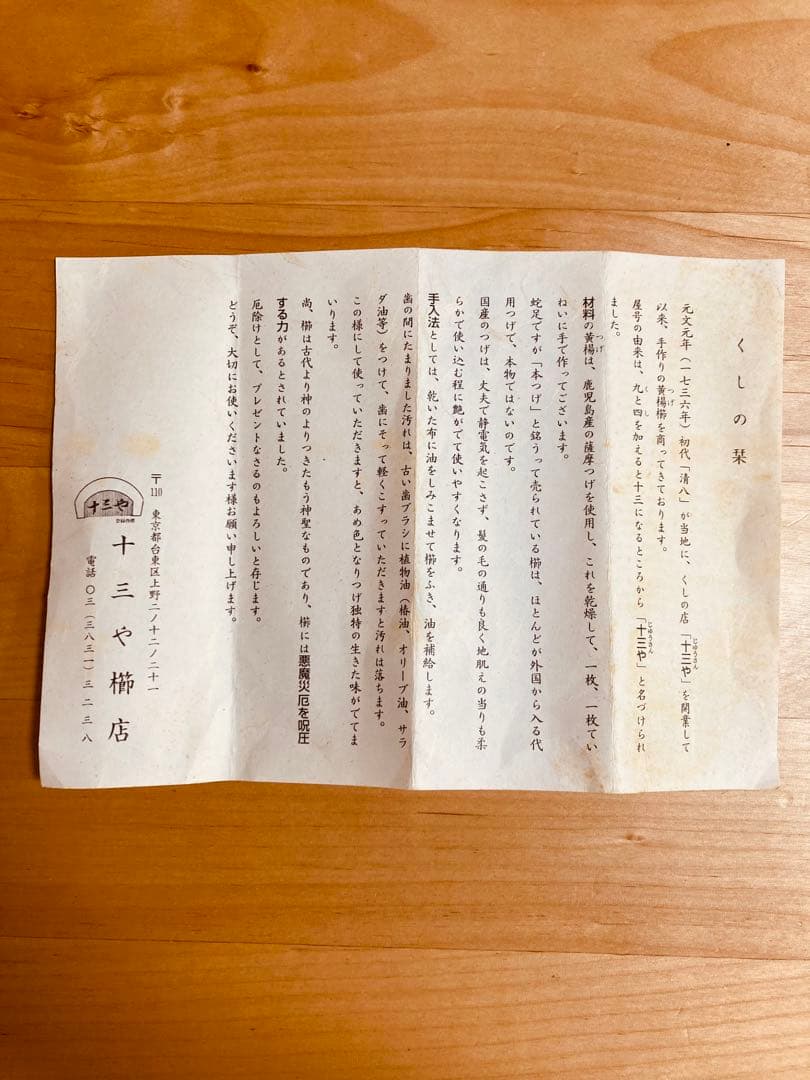 くしの栞
元文元年(一七三六年)初代「清八」が当地に、くしの店「十三や」を開業して
以来、手作りの黄楊櫛を商ってきております。
屋号の由来は、九と四を加えると十三になるところから「十三や」と名づけられ
ました。
材料の黄楊は、鹿児島産の薩摩つげを使用し、これを乾燥して、一枚、一枚てい
ねいに手で作ってございます。
蛇足ですが「本つげ」と銘うって売られている櫛は、ほとんどが外国から入る代
用つげで、本物ではないのです。
国産のつげは、丈夫で静電気を起こさず、髪の毛の通りも良く地肌えの当りも柔
らかで使い込む程に艶がでて使いやすくなります。
手入法としては、乾いた布に油をしみこませて櫛をふき、油を補給します。
歯の間にたまりました汚れは、古い歯ブラシに植物油(椿油、オリーブ油、サラ
ダ油等)をつけて、歯にそって軽くこすっていただきますと汚れは落ちます。
この様にして使っていただきますと、あめ色となりつげ独特の生きた味がでてま
いります。
尚、櫛は古代より神のよりつきたもう神聖なものであり、櫛には悪魔災厄を呪圧
する力があるとされていました。
厄除けとして、プレゼントなさるのもよろしいと存じます。
どうぞ、大切にお使いくださいます様お願い申し上げます。
〒110 東京都台東区上野二ノ十二ノ二十一
十三や
登録商標
十三や櫛店
電話 〇三(三八三一)三二三八